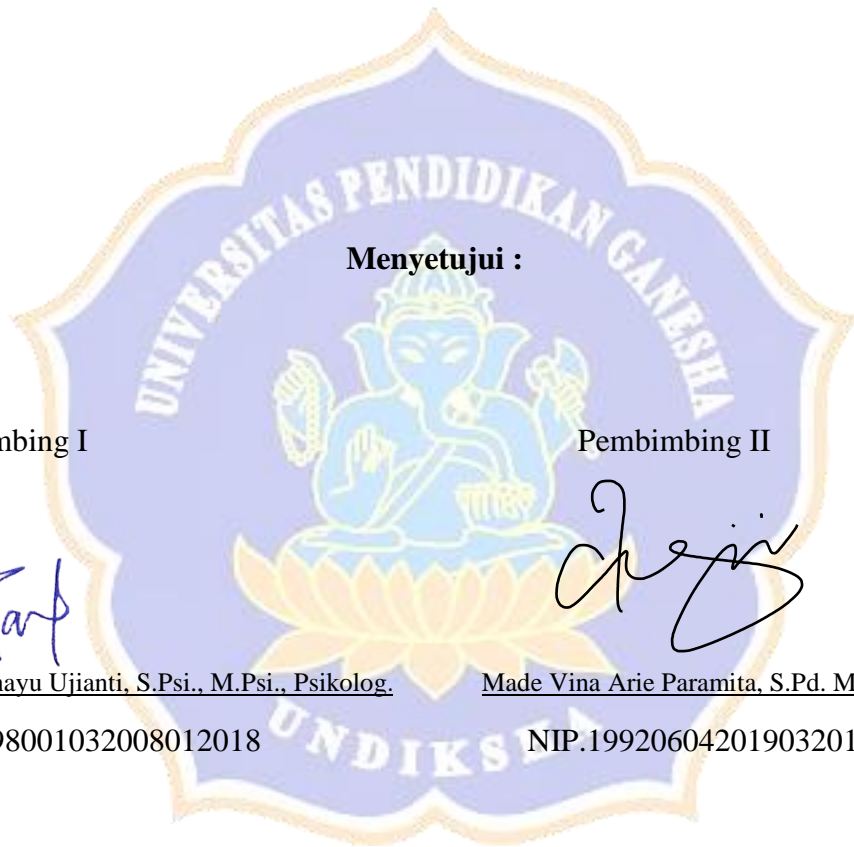 UNIVERSITAS PENDIDIKAN GANESHA
Menyetujui :
mbing I
Pembimbing II
nayu Ujianti, S.Psi., M.Psi., Psikolog.
Made Vina Arie Paramita, S.Pd. M
98001032008012018
NIP.19920604201903201
UNDIKSHA